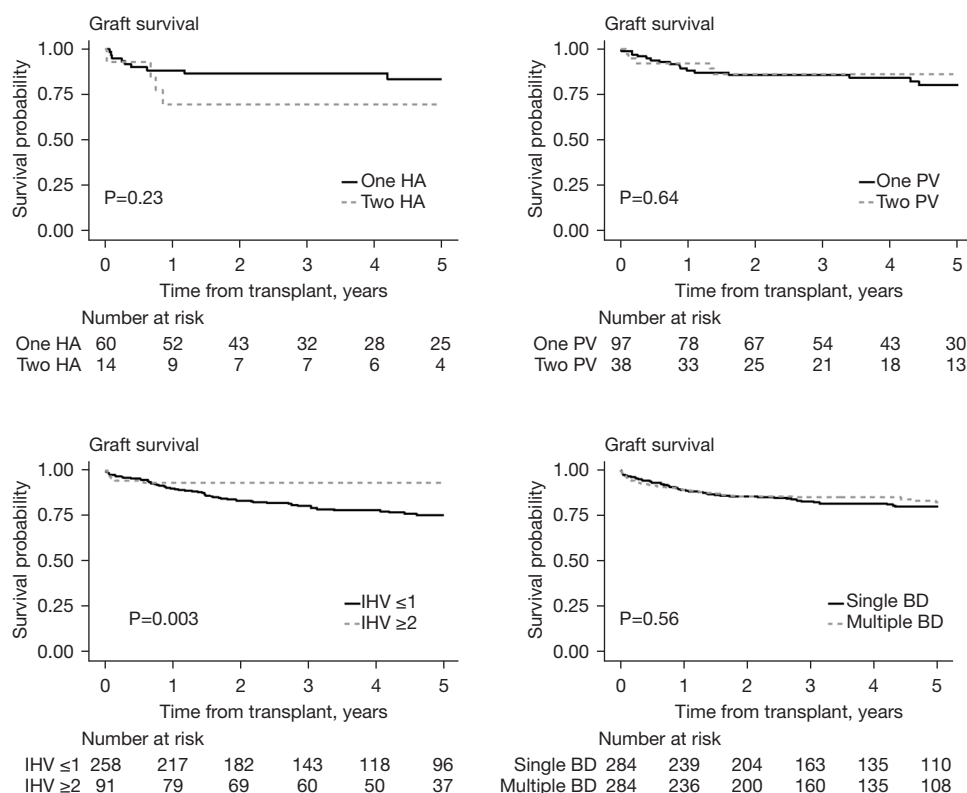 Graft survival
1.00
0.75
0.50
0.25
0.00
Survival probability
P=0.23
One HA
Two HA
0 1 2 3 4 5
Time from transplant, years
Number at risk
One HA 60 52 43 32 28 25
Two HA 14 9 7 7 6 4
Graft survival
1.00
0.75
0.50
0.25
0.00
Survival probability
P=0.64
One PV
Two PV
0 1 2 3 4 5
Time from transplant, years
Number at risk
One PV 97 78 67 54 43 30
Two PV 38 33 25 21 18 13
Graft survival
1.00
0.75
0.50
0.25
0.00
Survival probability
P=0.003
IHV ≤1
IHV ≥2
0 1 2 3 4 5
Time from transplant, years
Number at risk
IHV ≤1 258 217 182 143 118 96
IHV ≥2 91 79 69 60 50 37
Graft survival
1.00
0.75
0.50
0.25
0.00
Survival probability
P=0.56
Single BD
Multiple BD
0 1 2 3 4 5
Time from transplant, years
Number at risk
Single BD 284 239 204 163 135 110
Multiple BD 284 236 200 160 135 108